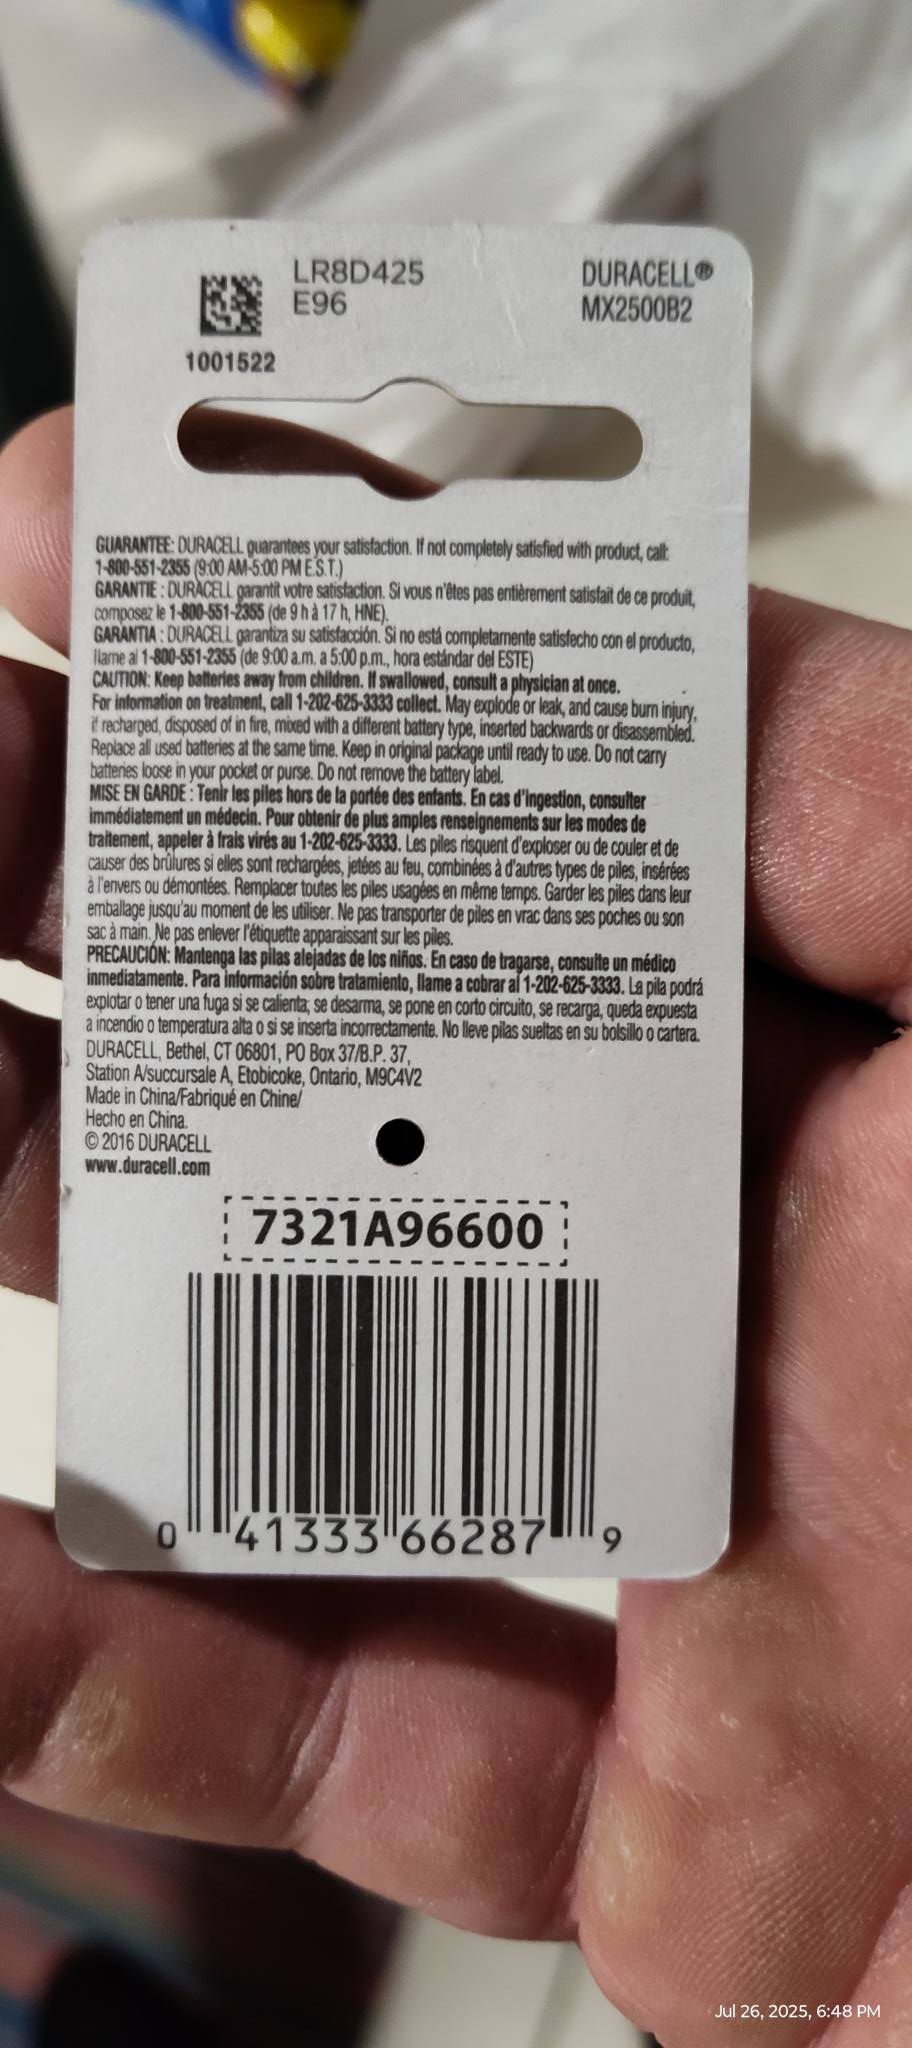 LR8D425
E96
DURACELL®
MX2500B2
1001522
GUARANTEE: DURACELL guarantees your satisfaction. If not completely satisfied with product, call:
1-800-551-2355 (9:00 AM-5:00 PM E.S.T.)
GARANTIE : DURACELL garantit votre satisfaction. Si vous n'êtes pas entièrement satisfait de ce produit,
composez le 1-800-551-2355 (de 9 h à 17 h, HNE).
GARANTIA : DURACELL garantiza su satisfacción. Si no está completamente satisfecho con el producto,
llame al 1-800-551-2355 (de 9:00 a.m. a 5:00 p.m., hora estándar del ESTE)
CAUTION: Keep batteries away from children. If swallowed, consult a physician at once.
For information on treatment, call 1-202-625-3333 collect. May explode or leak, and cause burn injury,
if recharged, disposed of in fire, mixed with a different battery type, inserted backwards or disassembled.
Replace all used batteries at the same time. Keep in original package until ready to use. Do not carry
batteries loose in your pocket or purse. Do not remove the battery label.
MISE EN GARDE : Tenir les piles hors de la portée des enfants. En cas d'ingestion, consulter
immédiatement un médecin. Pour obtenir de plus amples renseignements sur les modes de
traitement, appeler à frais virés au 1-202-625-3333. Les piles risquent d'exploser ou de couler et de
causer des brûlures si elles sont rechargées, jetées au feu, combinées à d'autres types de piles, insérées
à l'envers ou démontées. Remplacer toutes les piles usagées en même temps. Garder les piles dans leur
emballage jusqu'au moment de les utiliser. Ne pas transporter de piles en vrac dans ses poches ou son
sac à main. Ne pas enlever l'étiquette apparaissant sur les piles.
PRECAUCIÓN: Mantenga las pilas alejadas de los niños. En caso de tragarse, consulte un médico
inmediatamente. Para información sobre tratamiento, llame a cobrar al 1-202-625-3333. La pila podrá
explotar o tener una fuga si se calienta, se desarma, se pone en corto circuito, se recarga, queda expuesta
a incendio o temperatura alta o si se inserta incorrectamente. No lleve pilas sueltas en su bolsillo o cartera.
DURACELL, Bethel, CT 06801, PO Box 37/B.P. 37,
Station A/succursale A, Etobicoke, Ontario, M9C4V2
Made in China/Fabriqué en Chine/
Hecho en China.
© 2016 DURACELL
www.duracell.com
7321A96600
0 41333 66287 9
Jul 26, 2025, 6:48 PM